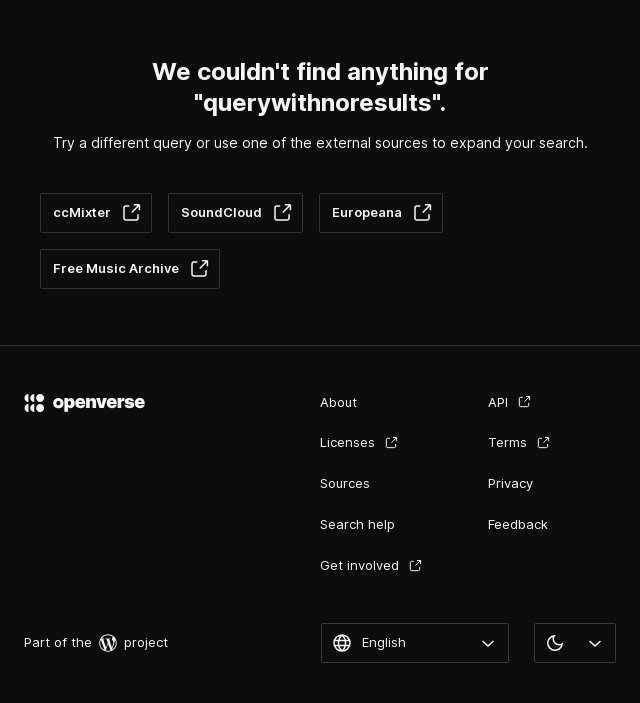 We couldn't find anything for
"querywithnoresults".
Try a different query or use one of the external sources to expand your search.
ccMixter
SoundCloud
Europeana
Free Music Archive
openverse
About
API
Licenses
Terms
Sources
Privacy
Search help
Feedback
Get involved
Part of the project
English